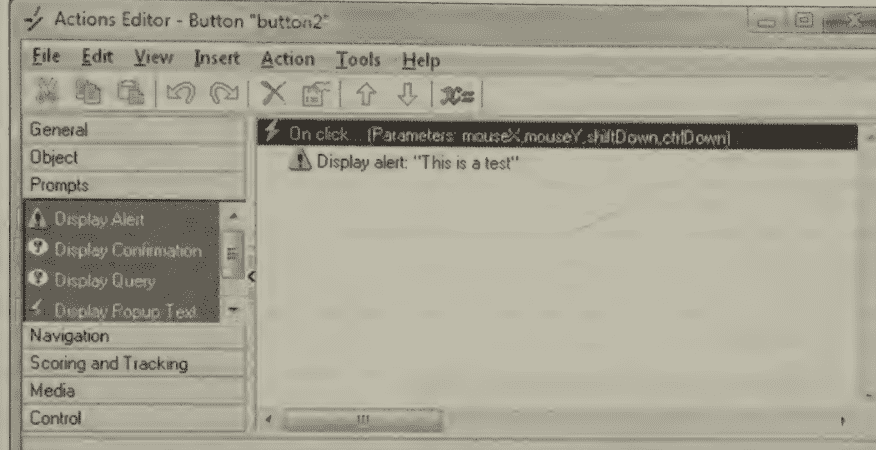 Actions Editor - Button "button2"
File Edit View Insert Action Tools Help
X=
General
Object
Prompts
Display Alert
Display Confirmation
Display Query
Display Popup Text
Navigation
Scoring and Tracking
Media
Control
On click... (Parameters: mouseX,mouseY,shiftDown,ctrlDown)
Display alert: "This is a test"